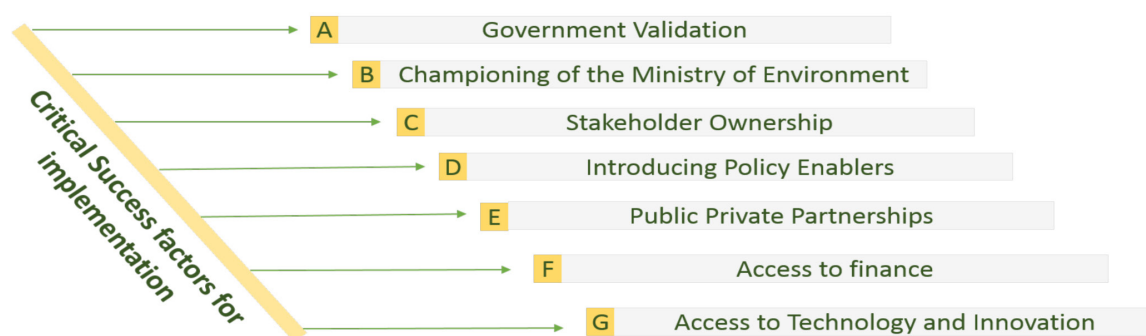 A Government Validation
B Championing of the Ministry of Environment
C Stakeholder Ownership
D Introducing Policy Enablers
E Public Private Partnerships
F Access to finance
G Access to Technology and Innovation
Critical Success factors for
implementation